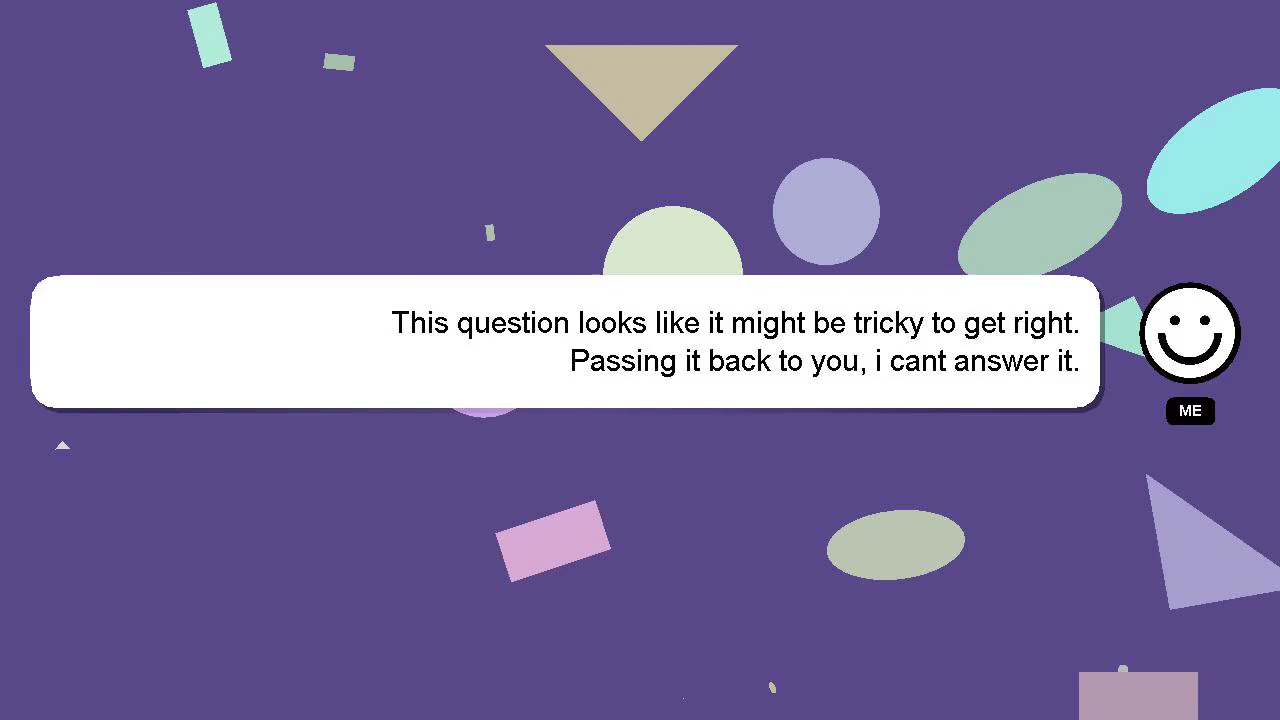 This question looks like it might be tricky to get right.
Passing it back to you, i cant answer it.
ME